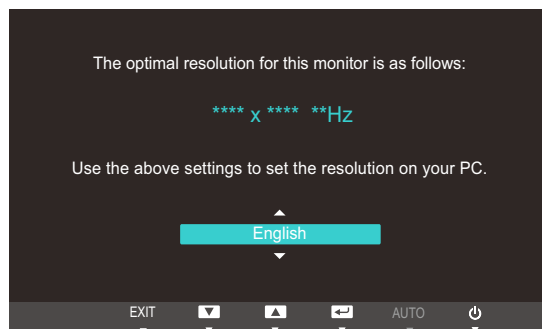 The optimal resolution for this monitor is as follows:
**** x **** **Hz
Use the above settings to set the resolution on your PC.
English
EXIT AUTO